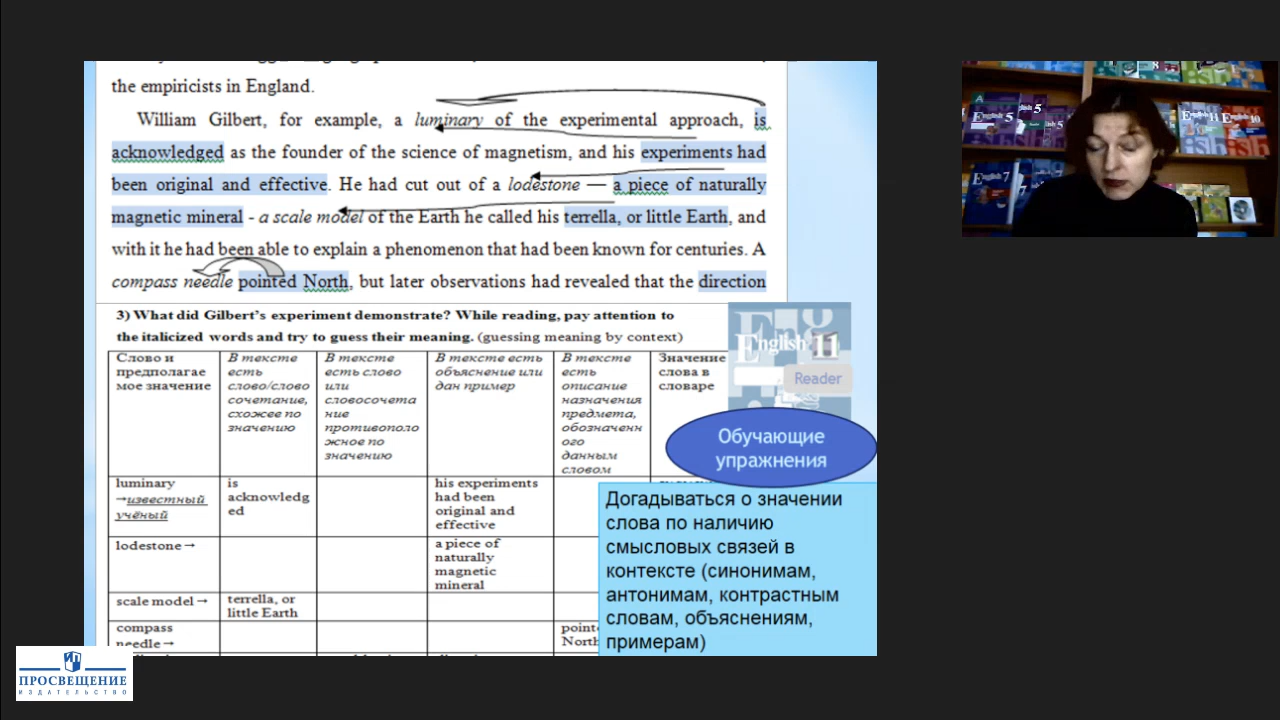 the empiricists in England.
William Gilbert, for example, a luminary of the experimental approach, is
acknowledged as the founder of the science of magnetism, and his experiments had
been original and effective. He had cut out of a lodestone — a piece of naturally
magnetic mineral - a scale model of the Earth he called his terrella, or little Earth, and
with it he had been able to explain a phenomenon that had been known for centuries. A
compass needle pointed North, but later observations had revealed that the direction
3) What did Gilbert's experiment demonstrate? While reading, pay attention to
the italicized words and try to guess their meaning. (guessing meaning by context)
Слово и
предполагае
мое значение
В тексте
есть
слово/слово
сочетание,
схожее по
значению
В тексте
есть слово
или
словосочета
ние
противополо
жное по
значению
В тексте есть
объяснение или
дан пример
В тексте
есть
описание
назначения
предмета,
обозначенн
ого
данным
словом
Значение
слова в
словаре
luminary
→известный
учёный
is
acknowledg
ed
his experiments
had been
original and
effective
lodestone→
a piece of
naturally
magnetic
mineral
scale model→
terrella, or
little Earth
compass
needle→
North
English 11
Reader
Обучающие
упражнения
Догадываться о значении
слова по наличию
смысловых связей в
контексте (синонимам,
антонимам, контрастным
словам, объяснениям,
примерам)
ПРОСВЕЩЕНИЕ
ИЗДАТЕЛЬСТВО
English 5
5
English 7
English 11
English 10